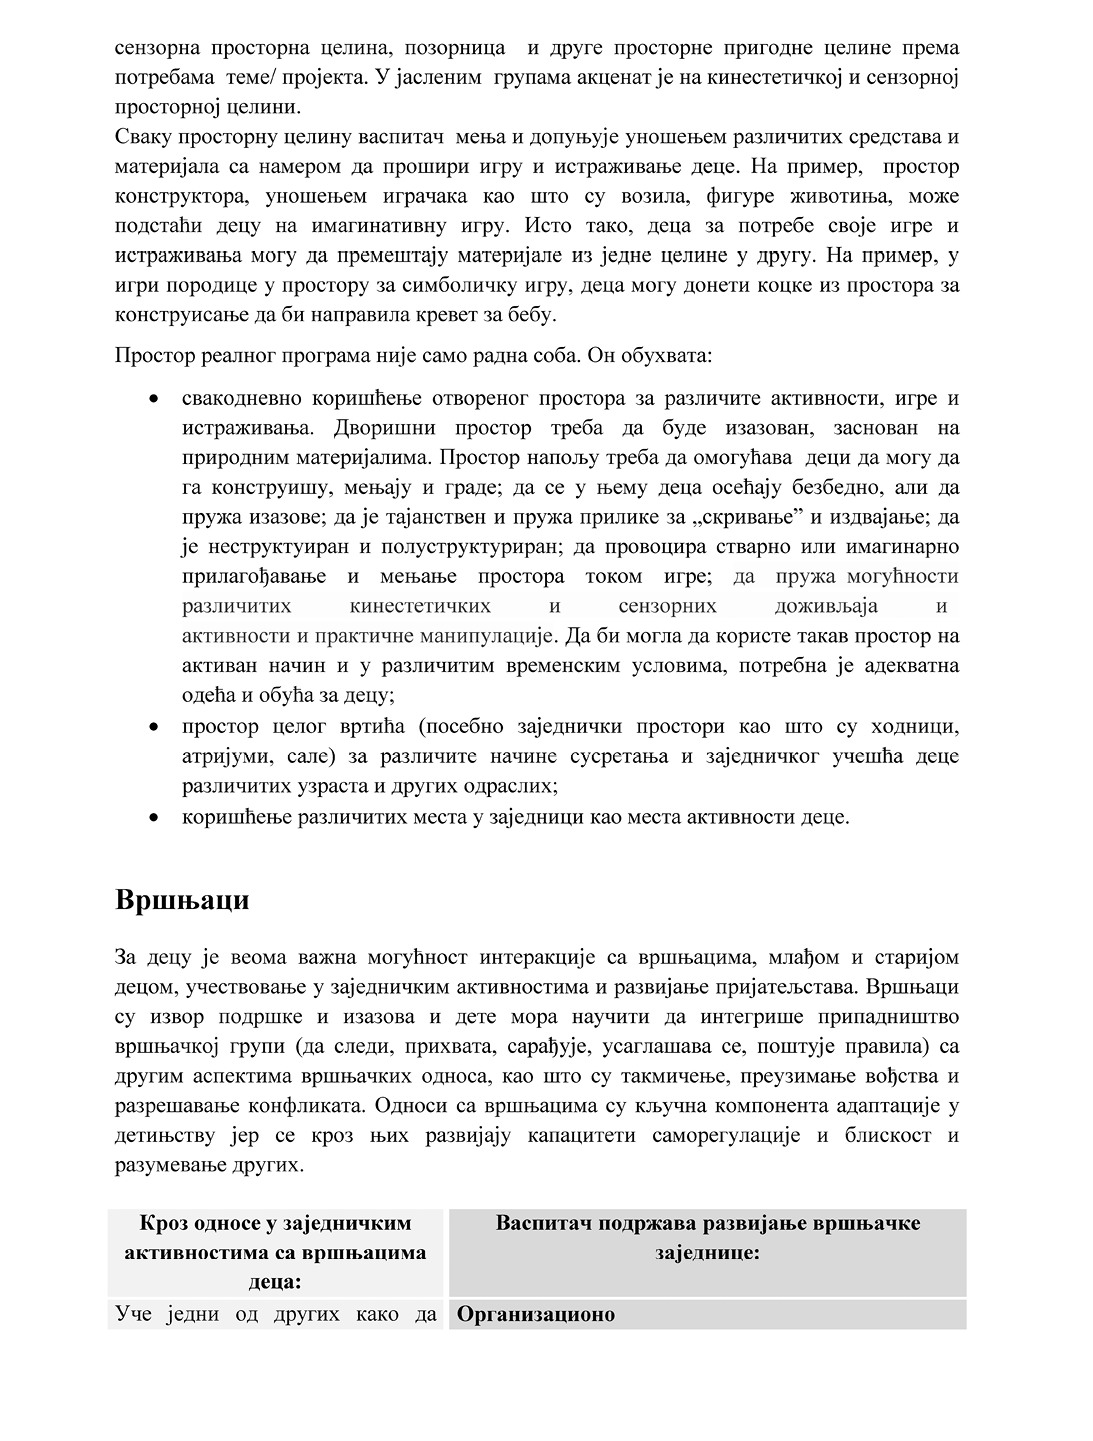 сензорна просторна целина, позорница и друге просторне пригодне целине према
потребама теме/ пројекта. У јасленим групама акценат је на кинестетичкој и сензорној
просторној целини.
Сваку просторну целину васпитач мења и допуњује уношењем различитих средстава и
материјала са намером да прошири игру и истраживање деце. На пример, простор
конструктора, уношењем играчака као што су возила, фигуре животиња, може
подстаћи децу на имагинативну игру. Исто тако, деца за потребе своје игре и
истраживања могу да премештају материјале из једне целине у другу. На пример, у
игри породице у простору за симболичку игру, деца могу донети коцке из простора за
конструисање да би направила кревет за бебу.
Простор реалног програма није само радна соба. Он обухвата:
• свакодневно коришћење отвореног простора за различите активности, игре и
истраживања. Дворишни простор треба да буде изазован, заснован на
природним материјалима. Простор напољу треба да омогућава деци да могу да
га конструишу, мењају и граде; да се у њему деца осећају безбедно, али да
пружа изазове; да је тајанствен и пружа прилике за „скривање” и издвајање; да
је неструктуиран и полуструктуриран; да провоцира стварно или имагинарно
прилагођавање и мењање простора током игре; да пружа могућности
различитих кинестетичких и сензорних доживљаја и
активности и практичне манипулације. Да би могла да користе такав простор на
активан начин и у различитим временским условима, потребна је адекватна
одећа и обућа за децу;
• простор целог вртића (посебно заједнички простори као што су ходници,
атријуми, сале) за различите начине сусретања и заједничког учешћа деце
различитих узраста и других одраслих;
• коришћење различитих места у заједници као места активности деце.
Вршњаци
За децу је веома важна могућност интеракције са вршњацима, млађом и старијом
децом, учествовање у заједничким активностима и развијање пријатељстава. Вршњаци
су извор подршке и изазова и дете мора научити да интегрише припадништво
вршњачкој групи (да следи, прихвата, сарађује, усаглашава се, поштује правила) са
другим аспектима вршњачких односа, као што су такмичење, преузимање вођства и
разрешавање конфликата. Односи са вршњацима су кључна компонента адаптације у
детињству јер се кроз њих развијају капацитети саморегулације и блискост и
разумевање других.
Кроз односе у заједничким
активностима са вршњацима
деца:
Васпитач подржава развијање вршњачке
заједнице:
Уче једни од других како да
Организационо